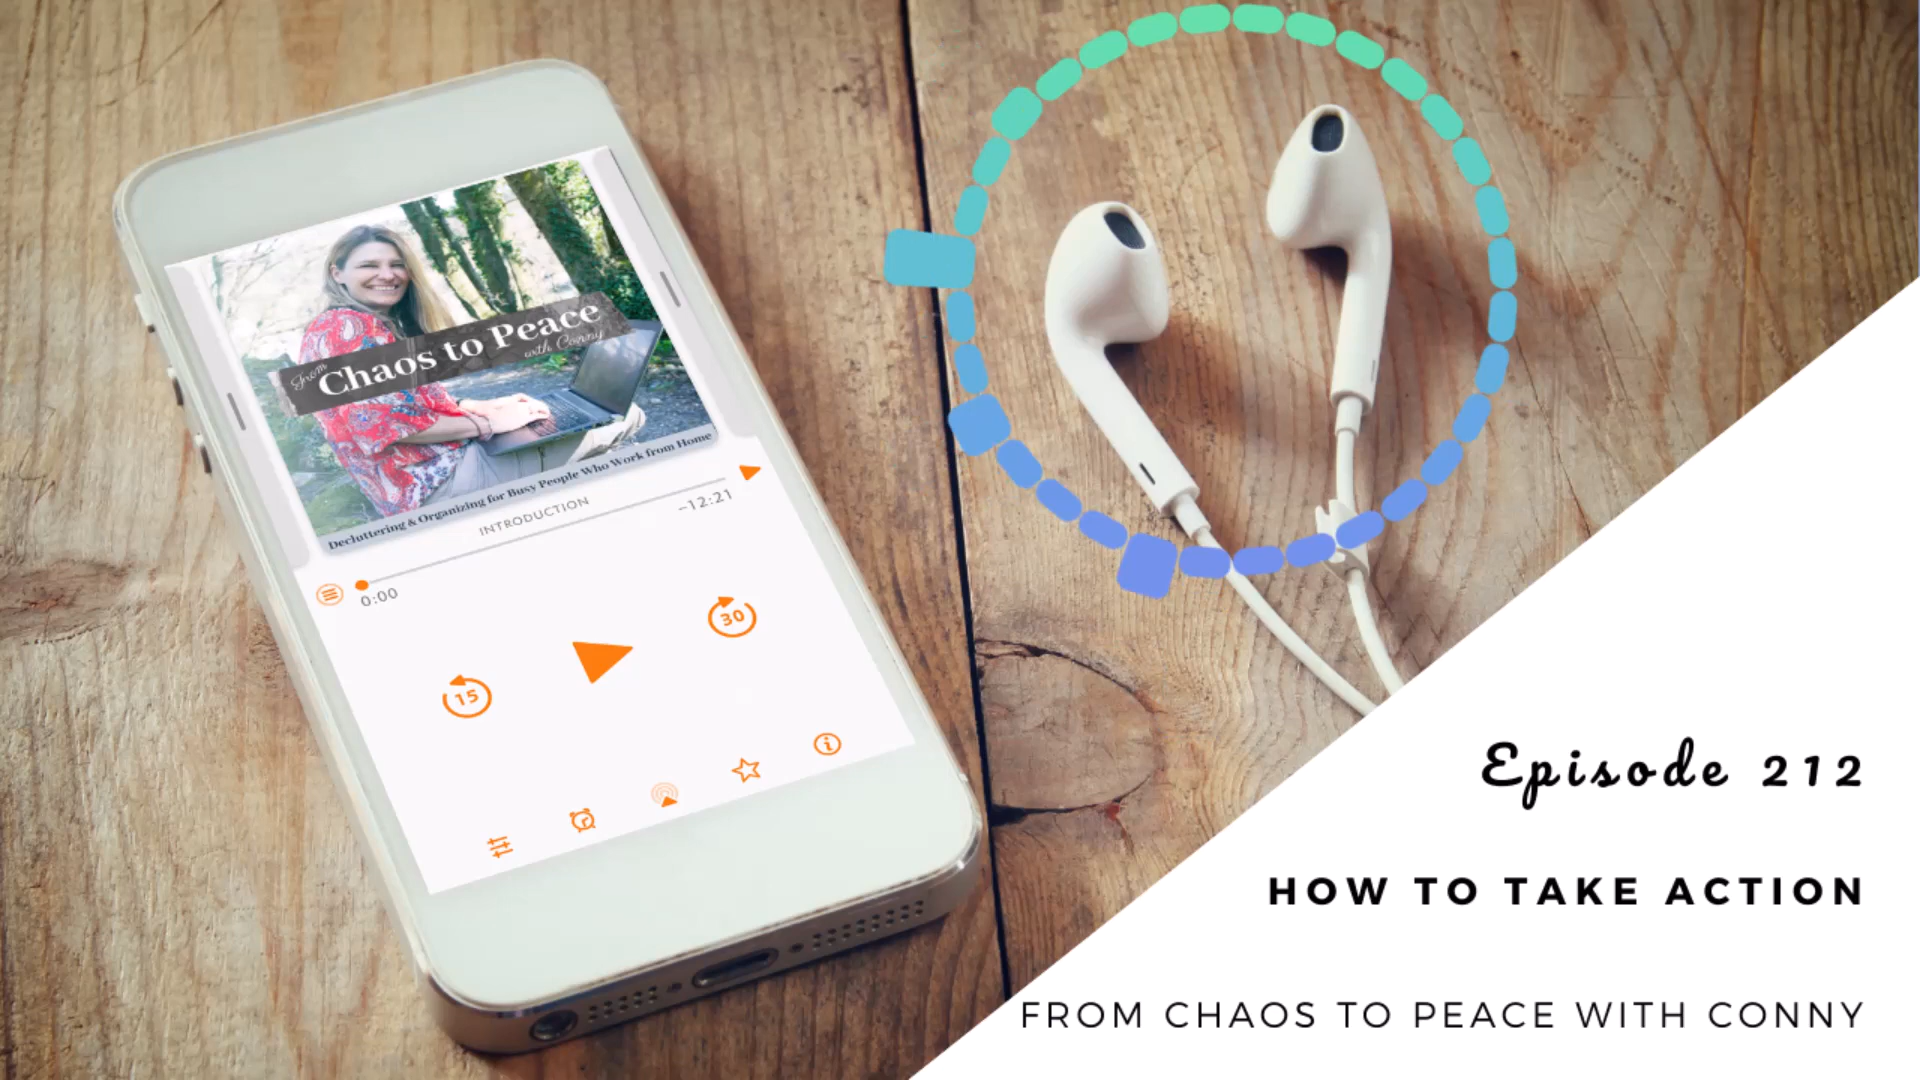 From
Chaos to Peace
with Conny
Decluttering & Organizing for Busy People Who Work from Home
INTRODUCTION
0:00
-12:21
15
30
Episode 212
HOW TO TAKE ACTION
FROM CHAOS TO PEACE WITH CONNY